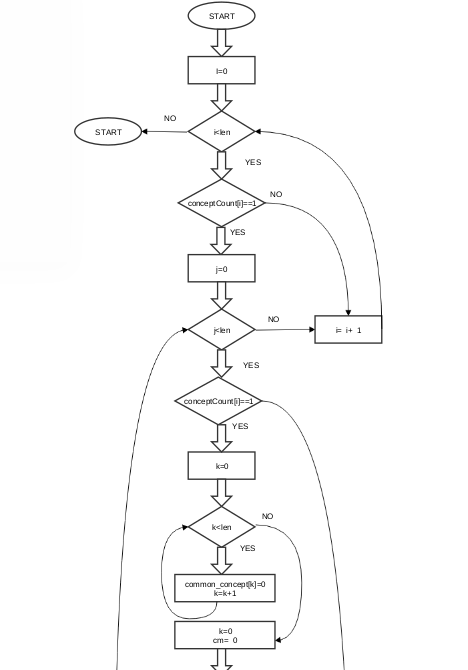 START
I=0
NO
i<len
START
YES
conceptCount[i]==1
NO
YES
j=0
j<len
NO
i= i+ 1
YES
conceptCount[i]==1
YES
k=0
NO
k<len
YES
common_concept[k]=0
k=k+1
k=0
cm= 0